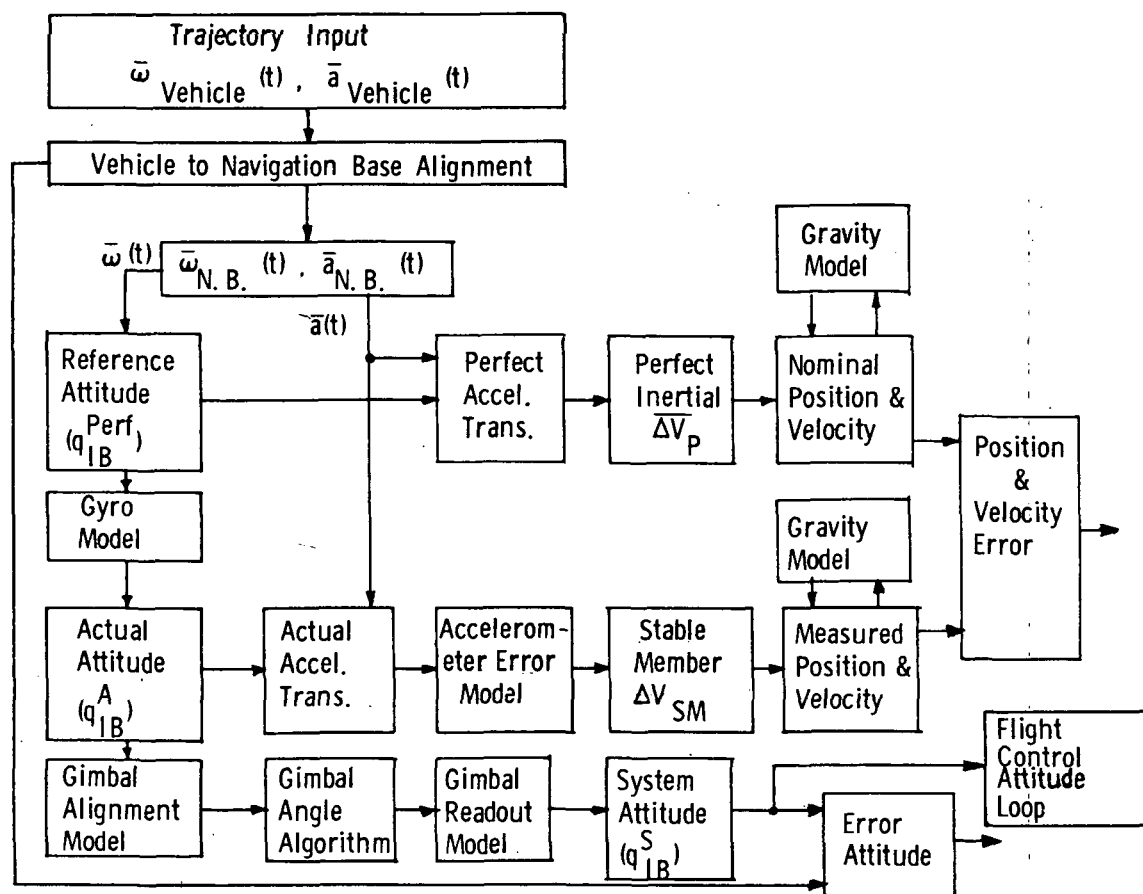 Trajectory Input
ω̄ Vehicle (t) , ā Vehicle (t)
Vehicle to Navigation Base Alignment
ω̄(t)
ω̄ N. B. (t) , ā N. B. (t)
ā(t)
Gravity
Model
Reference
Attitude
(q IB Perf)
Perfect
Accel.
Trans.
Perfect
Inertial
ΔV̄ P
Nominal
Position &
Velocity
Position
&
Velocity
Error
Gyro
Model
Gravity
Model
Actual
Attitude
(q IB A)
Actual
Accel.
Trans.
Accelerom-
eter Error
Model
Stable
Member
ΔV SM
Measured
Position &
Velocity
Flight
Control
Attitude
Loop
Gimbal
Alignment
Model
Gimbal
Angle
Algorithm
Gimbal
Readout
Model
System
Attitude
(q IB S)
Error
Attitude